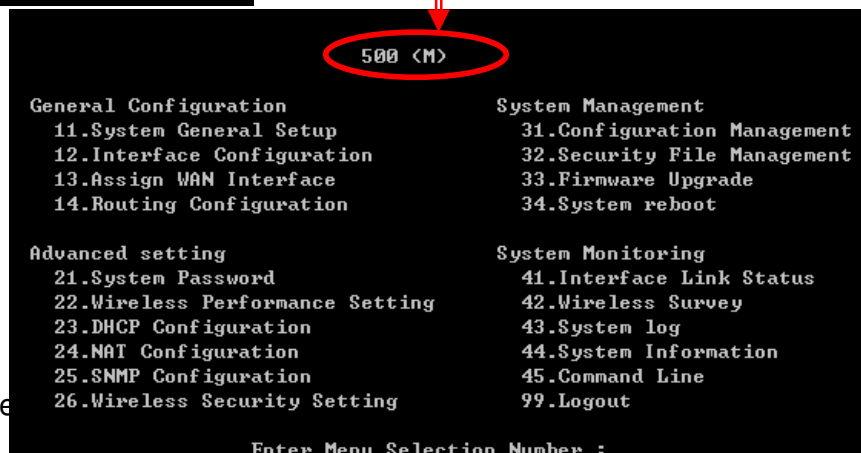 500 (M)
General Configuration
11.System General Setup
12.Interface Configuration
13.Assign WAN Interface
14.Routing Configuration
System Management
31.Configuration Management
32.Security File Management
33.Firmware Upgrade
34.System reboot
Advanced setting
21.System Password
22.Wireless Performance Setting
23.DHCP Configuration
24.NAT Configuration
25.SNMP Configuration
26.Wireless Security Setting
System Monitoring
41.Interface Link Status
42.Wireless Survey
43.System log
44.System Information
45.Command Line
99.Logout
Enter Menu Selection Number :